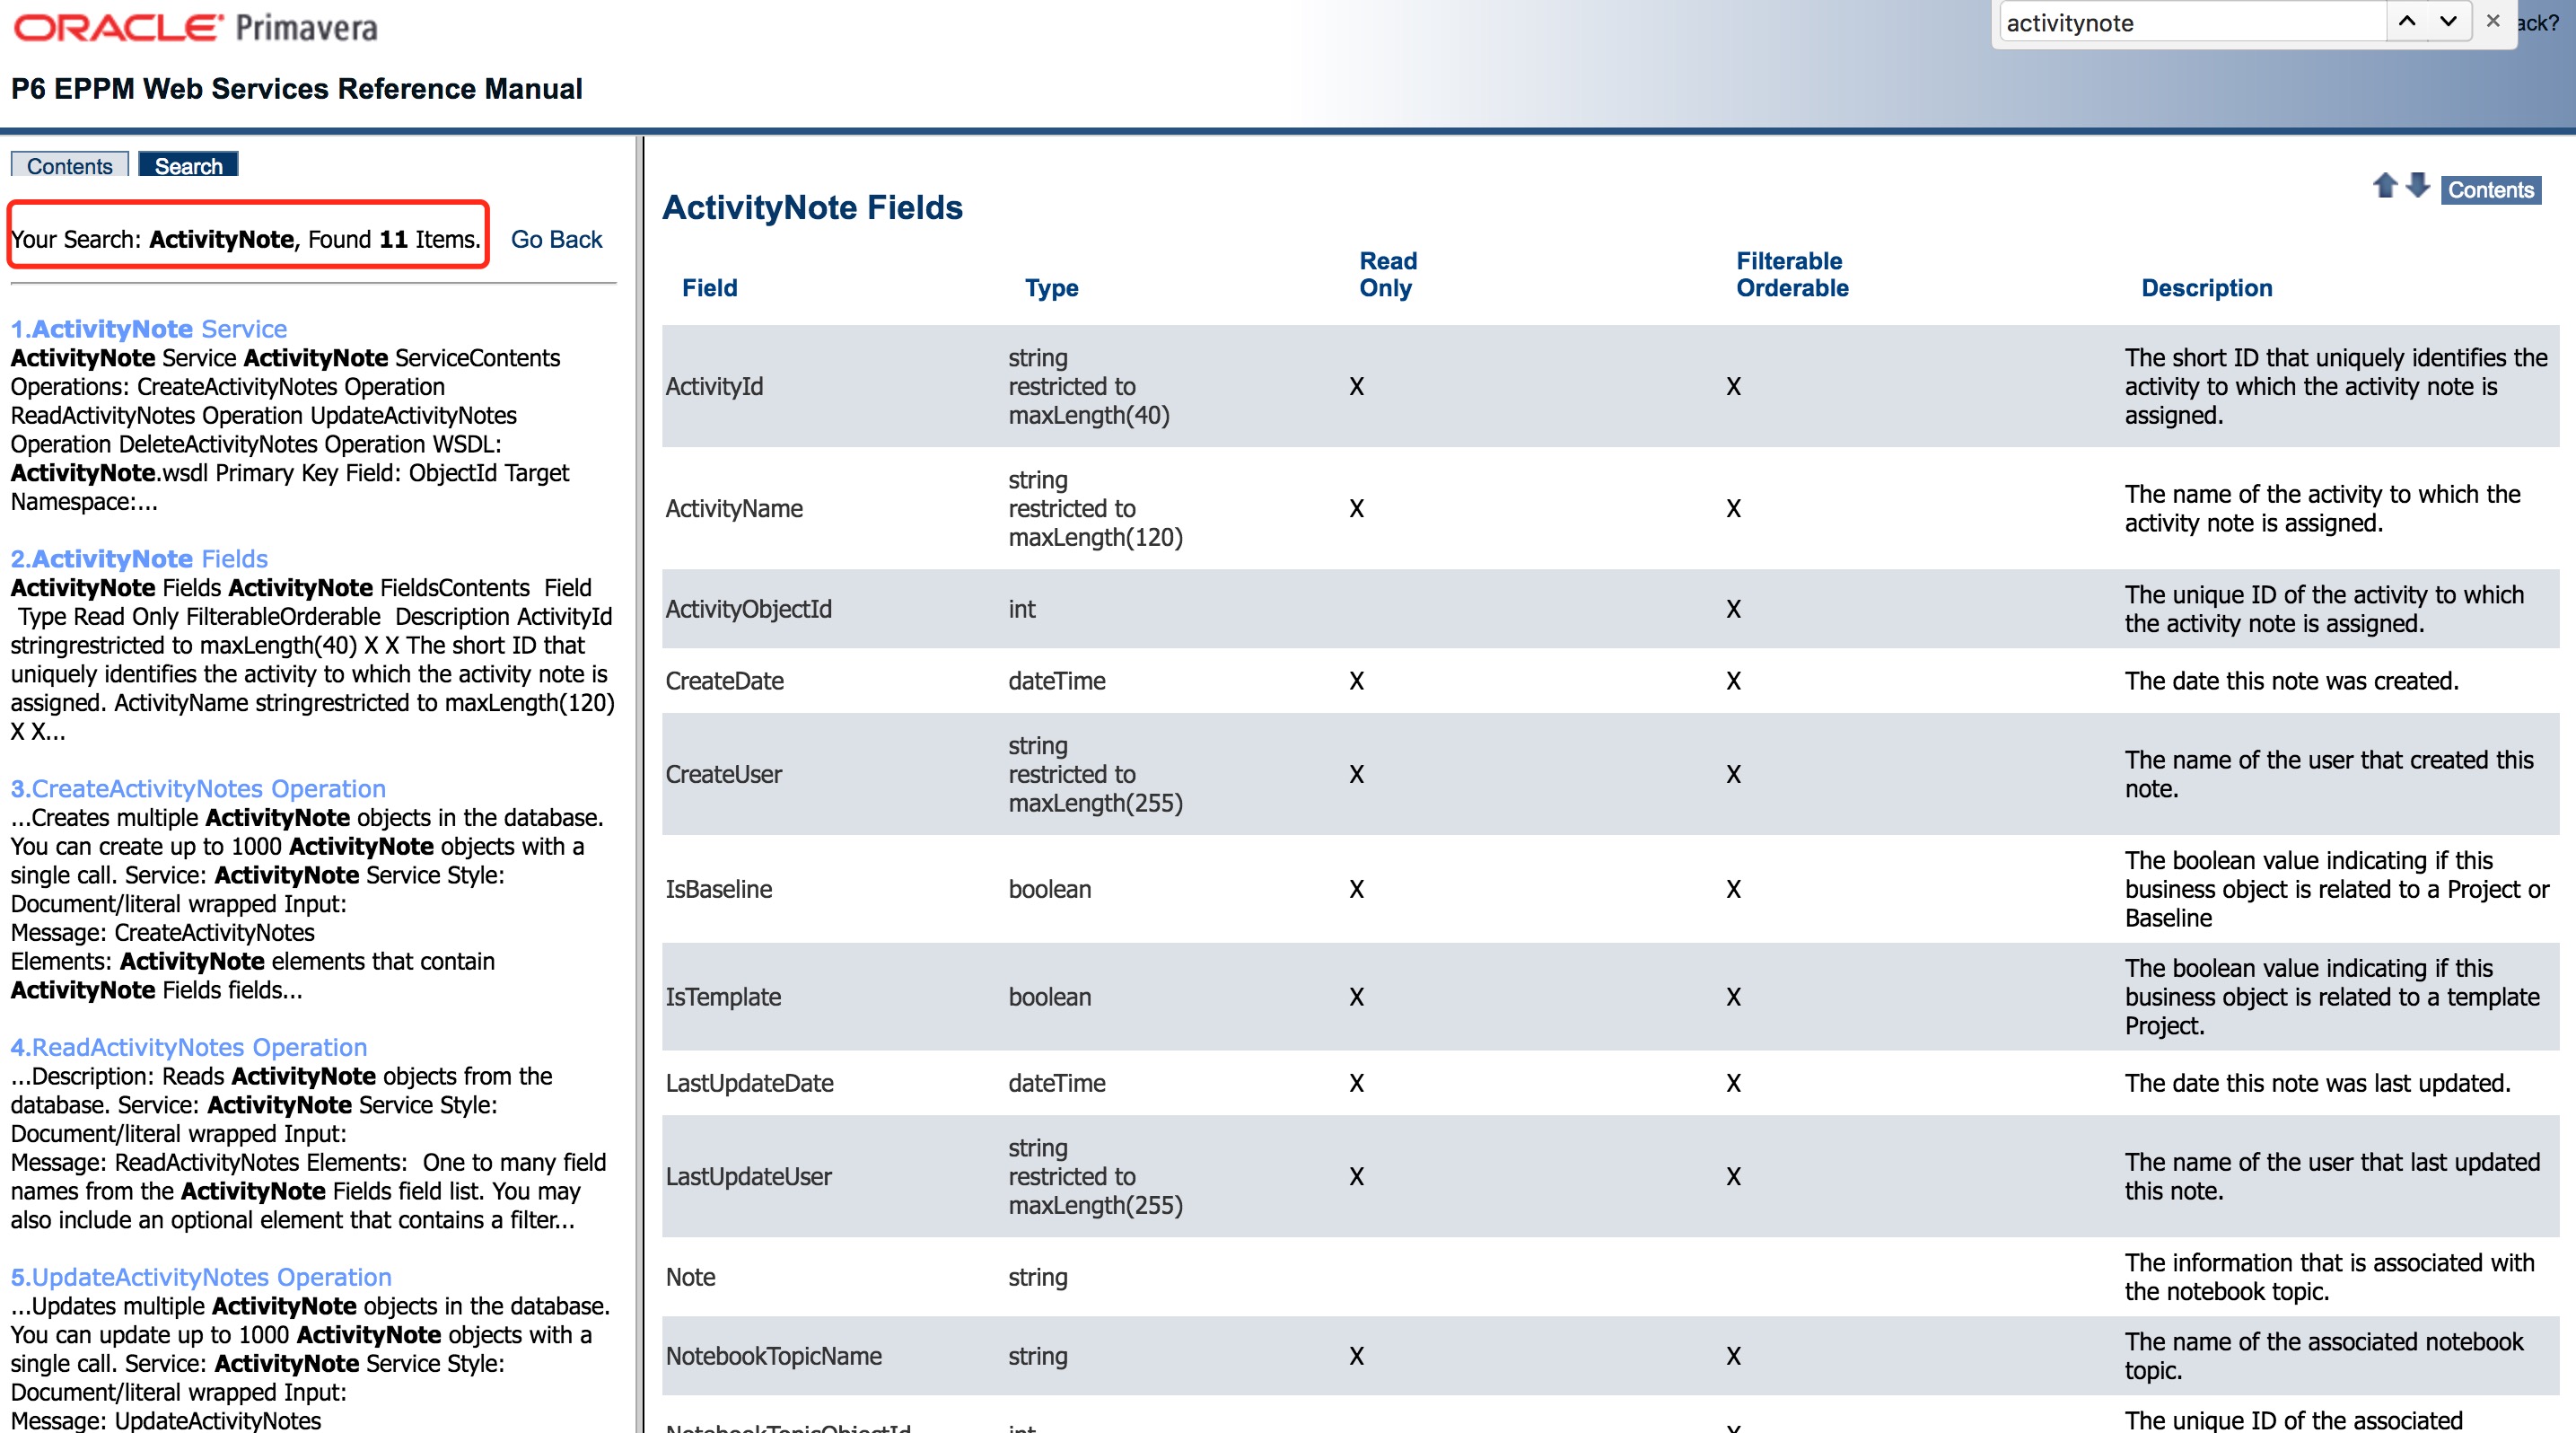 ORACLE Primavera
activitynote
ack?
P6 EPPM Web Services Reference Manual
Contents
Search
Your Search: ActivityNote, Found 11 Items.
Go Back
1.ActivityNote Service
ActivityNote Service ActivityNote ServiceContents
Operations: CreateActivityNotes Operation
ReadActivityNotes Operation UpdateActivityNotes
Operation DeleteActivityNotes Operation WSDL:
ActivityNote.wsdl Primary Key Field: ObjectId Target
Namespace:...
2.ActivityNote Fields
ActivityNote Fields ActivityNote FieldsContents Field
Type Read Only FilterableOrderable Description ActivityId
stringrestricted to maxLength(40) X X The short ID that
uniquely identifies the activity to which the activity note is
assigned. ActivityName stringrestricted to maxLength(120)
X X...
3.CreateActivityNotes Operation
...Creates multiple ActivityNote objects in the database.
You can create up to 1000 ActivityNote objects with a
single call. Service: ActivityNote Service Style:
Document/literal wrapped Input:
Message: CreateActivityNotes
Elements: ActivityNote elements that contain
ActivityNote Fields fields...
4.ReadActivityNotes Operation
...Description: Reads ActivityNote objects from the
database. Service: ActivityNote Service Style:
Document/literal wrapped Input:
Message: ReadActivityNotes Elements: One to many field
names from the ActivityNote Fields field list. You may
also include an optional element that contains a filter...
5.UpdateActivityNotes Operation
...Updates multiple ActivityNote objects in the database.
You can update up to 1000 ActivityNote objects with a
single call. Service: ActivityNote Service Style:
Document/literal wrapped Input:
Message: UpdateActivityNotes
Contents
ActivityNote Fields
Field Type Read Only Filterable Orderable Description
ActivityId
string
restricted to
maxLength(40)
X
X
The short ID that uniquely identifies the
activity to which the activity note is
assigned.
ActivityName
string
restricted to
maxLength(120)
X
X
The name of the activity to which the
activity note is assigned.
ActivityObjectId
int
X
The unique ID of the activity to which
the activity note is assigned.
CreateDate
dateTime
X
X
The date this note was created.
CreateUser
string
restricted to
maxLength(255)
X
X
The name of the user that created this
note.
IsBaseline
boolean
X
X
The boolean value indicating if this
business object is related to a Project or
Baseline
IsTemplate
boolean
X
X
The boolean value indicating if this
business object is related to a template
Project.
LastUpdateDate
dateTime
X
X
The date this note was last updated.
LastUpdateUser
string
restricted to
maxLength(255)
X
X
The name of the user that last updated
this note.
Note
string
The information that is associated with
the notebook topic.
NotebookTopicName
string
X
X
The name of the associated notebook
topic.
NotebookTopicObjectId
int
X
The unique ID of the associated